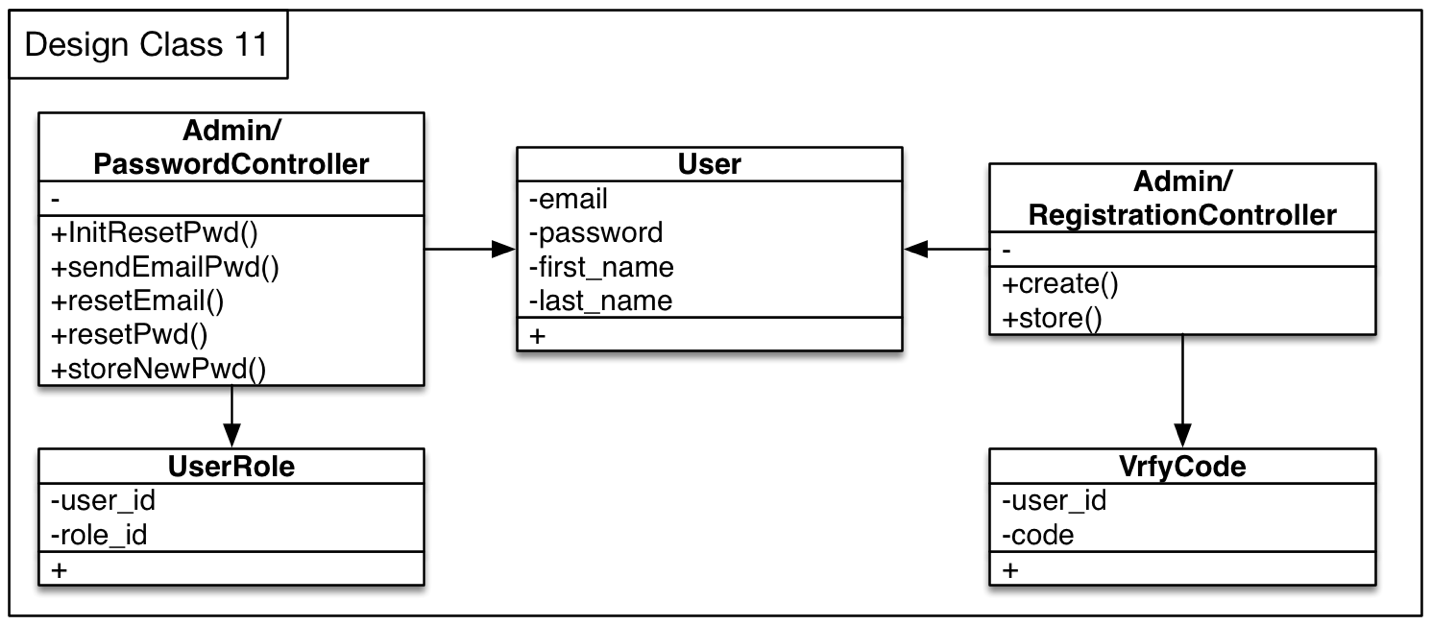 Design Class 11
Admin/
PasswordController
-
+InitResetPwd()
+sendEmailPwd()
+resetEmail()
+resetPwd()
+storeNewPwd()
User
-email
-password
-first_name
-last_name
+
Admin/
RegistrationController
-
+create()
+store()
UserRole
-user_id
-role_id
+
VrfyCode
-user_id
-code
+